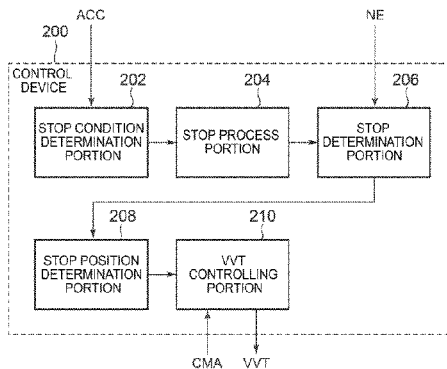 ACC
NE
200
CONTROL
DEVICE
202
204
206
STOP CONDITION
DETERMINATION
PORTION
STOP PROCESS
PORTION
STOP
DETERMINATION
PORTION
208
210
STOP POSITION
DETERMINATION
PORTION
VVT
CONTROLLING
PORTION
CMA
VVT